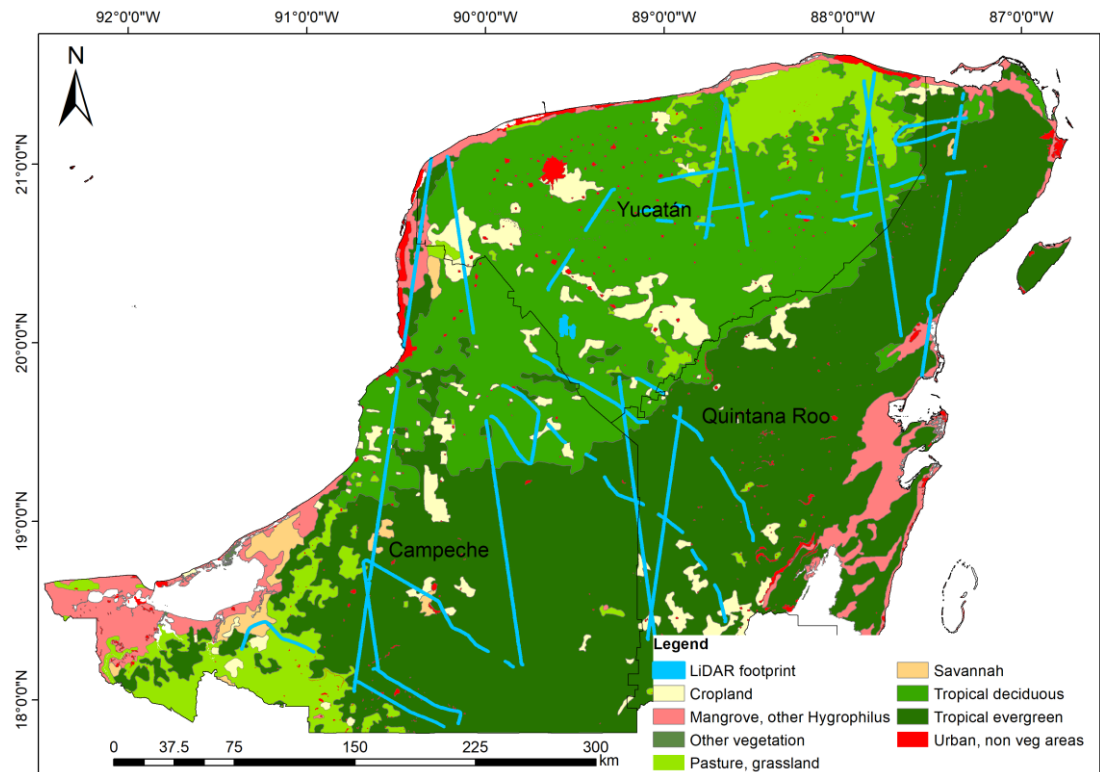 92°0'0"W 91°0'0"W 90°0'0"W 89°0'0"W 88°0'0"W 87°0'0"W
N
21°0'0"N
Yucatán
20°0'0"N
Quintana Roo
19°0'0"N
Campeche
18°0'0"N
Legend
LiDAR footprint
Cropland
Mangrove, other Hygrophilus
Other vegetation
Pasture, grassland
Savannah
Tropical deciduous
Tropical evergreen
Urban, non veg areas
0 37.5 75 150 225 300
km